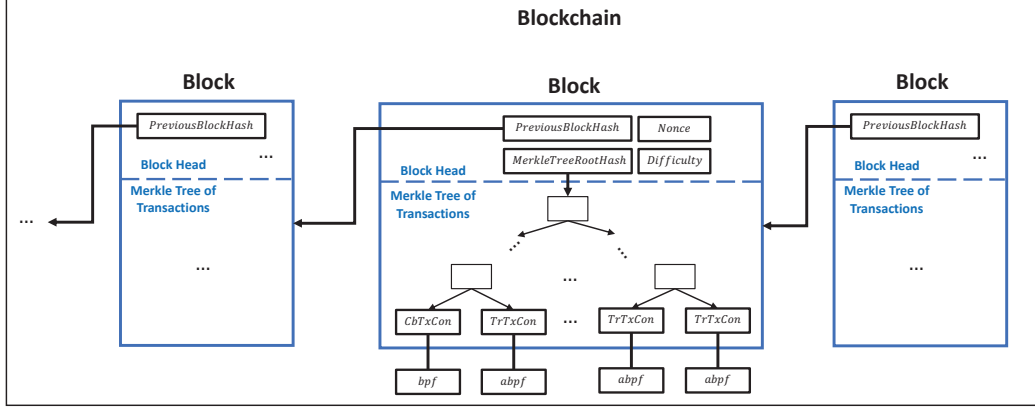 Blockchain
Block
PreviousBlockHash
...
Block Head
Merkle Tree of
Transactions
...
...
Block
PreviousBlockHash
Nonce
MerkleTreeRootHash
Difficulty
Block Head
Merkle Tree of
Transactions
...
...
...
CbTxCon
TrTxCon
...
TrTxCon
TrTxCon
bpf
abpf
abpf
abpf
Block
PreviousBlockHash
...
Block Head
Merkle Tree of
Transactions
...